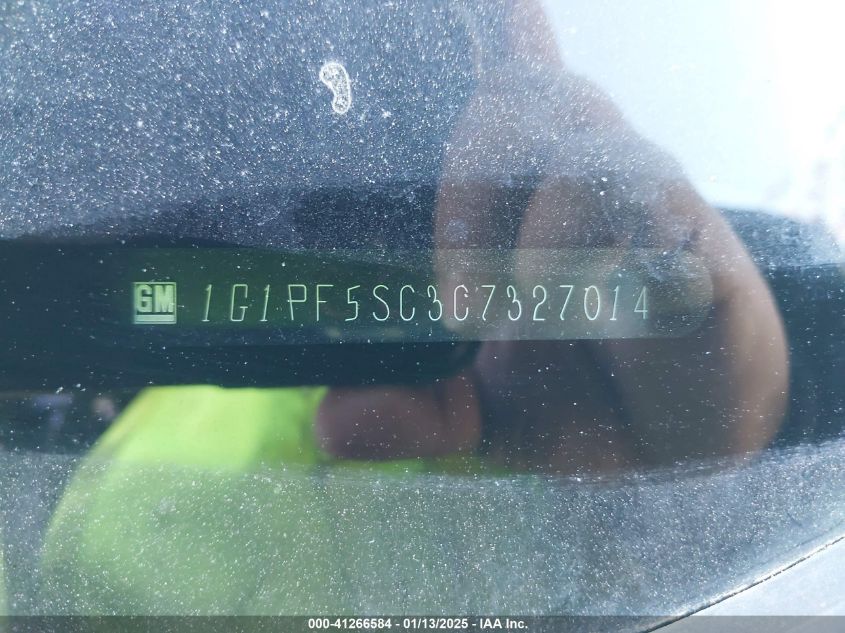 GM 1G1PF5SC3C7327014
000-41266584 - 01/13/2025 - IAA Inc.